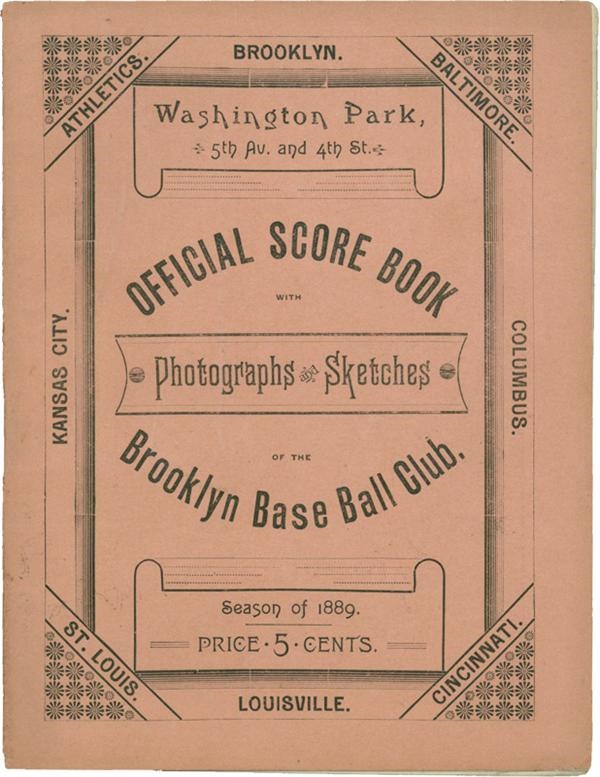 BROOKLYN.
ATHLETICS.
BALTIMORE.
Washington Park,
5th Av. and 4th St.
OFFICIAL SCORE BOOK
WITH
Photographs and Sketches
OF THE
Brooklyn Base Ball Club,
KANSAS CITY.
COLUMBUS.
Season of 1889.
PRICE · 5 · CENTS.
ST. LOUIS.
CINCINNATI.
LOUISVILLE.